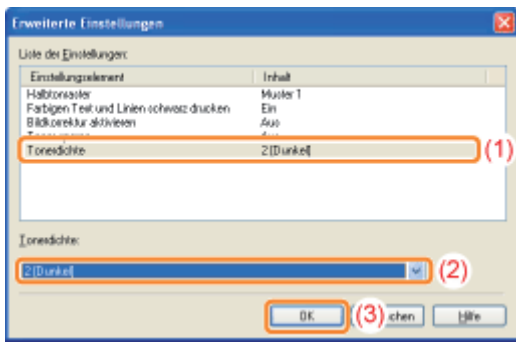 Erweiterte Einstellungen
Liste der Einstellungen:
Einstellungselement Inhalt
Halbtonraster Muster 1
Farbigen Text und Linien schwarz drucken Ein
Bildkorrektur aktivieren Aus
Tonerdichte 2 [Dunkel] (1)
Tonerdichte:
2 [Dunkel] (2)
OK (3) chen Hilfe